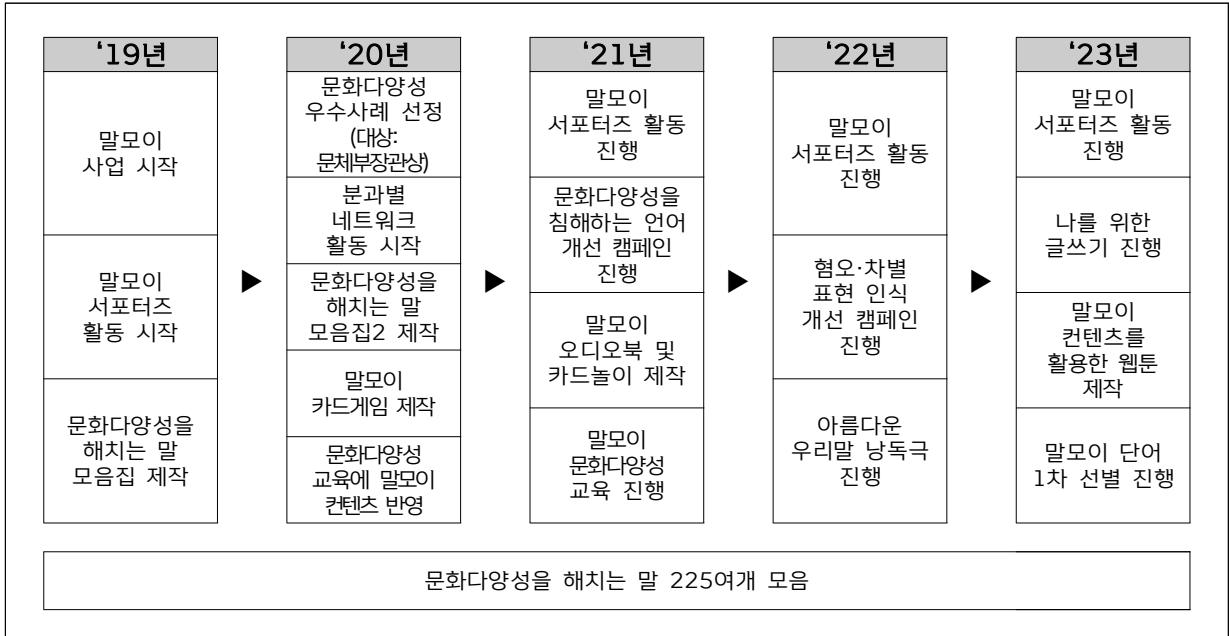 ‘19년
말모이
사업 시작
말모이
서포터즈
활동 시작
문화다양성을
해치는 말
모음집 제작
▶
‘20년
문화다양성
우수사례 선정
(대상:
문체부장관상)
분과별
네트워크
활동 시작
문화다양성을
해치는 말
모음집2 제작
말모이
카드게임 제작
문화다양성
교육에 말모이
컨텐츠 반영
▶
‘21년
말모이
서포터즈 활동
진행
문화다양성을
침해하는 언어
개선 캠페인
진행
말모이
오디오북 및
카드놀이 제작
말모이
문화다양성
교육 진행
▶
‘22년
말모이
서포터즈 활동
진행
혐오·차별
표현 인식
개선 캠페인
진행
아름다운
우리말 낭독극
진행
▶
‘23년
말모이
서포터즈 활동
진행
나를 위한
글쓰기 진행
말모이
컨텐츠를
활용한 웹툰
제작
말모이 단어
1차 선별 진행
문화다양성을 해치는 말 225여개 모음